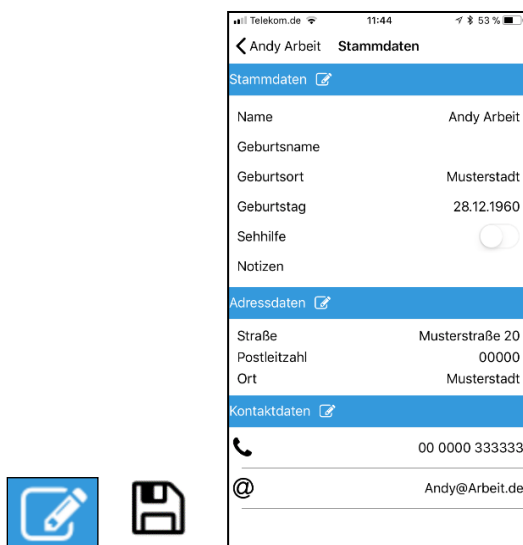 Telekom.de 11:44 53 %
Andy Arbeit Stammdaten
Stammdaten
Name Andy Arbeit
Geburtsname
Geburtsort Musterstadt
Geburtstag 28.12.1960
Sehhilfe
Notizen
Adressdaten
Straße Musterstraße 20
Postleitzahl 00000
Ort Musterstadt
Kontaktdaten
00 0000 333333
@ Andy@Arbeit.de